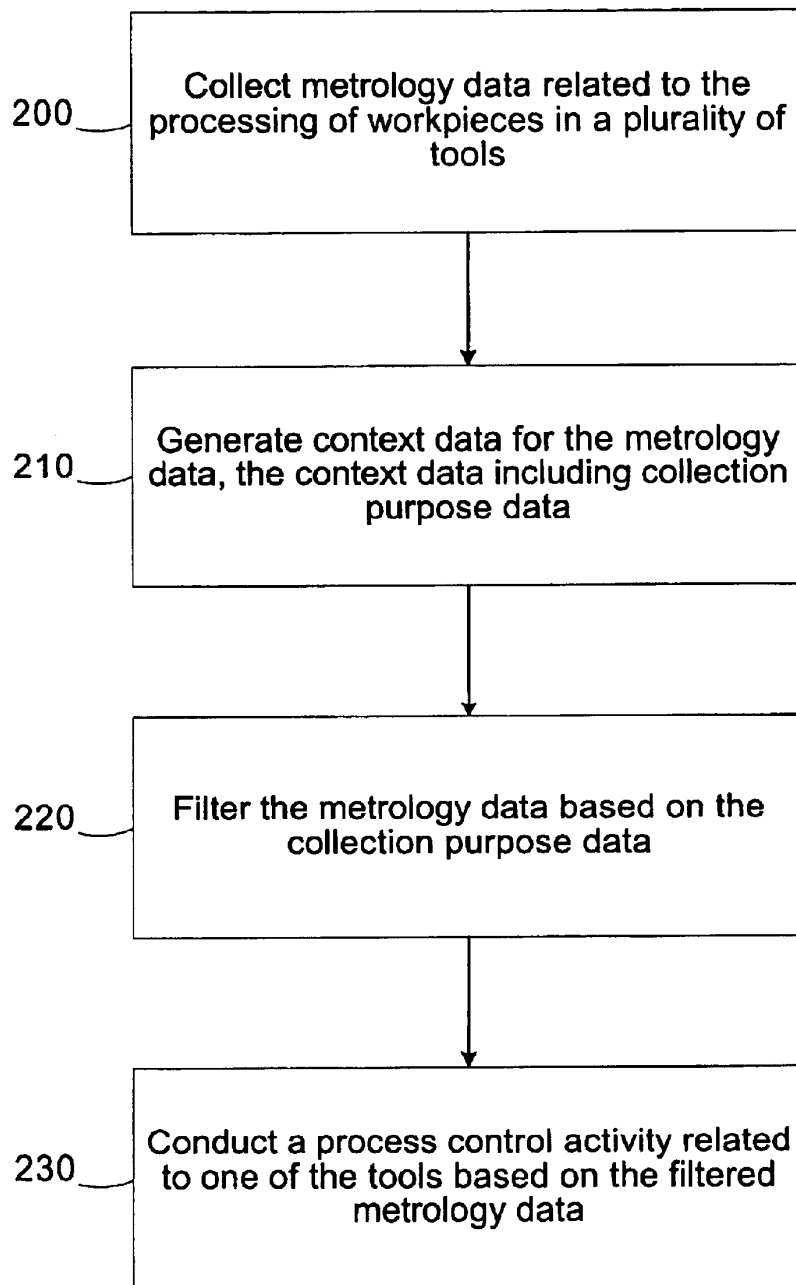 200
Collect metrology data related to the
processing of workpieces in a plurality of
tools
210
Generate context data for the metrology
data, the context data including collection
purpose data
220
Filter the metrology data based on the
collection purpose data
230
Conduct a process control activity related
to one of the tools based on the filtered
metrology data